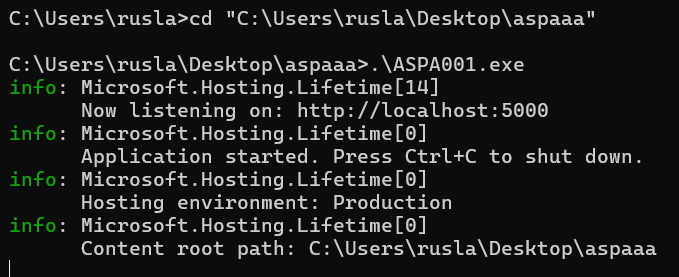 C:\Users\rusla>cd "C:\Users\rusla\Desktop\aspaaa"
C:\Users\rusla\Desktop\aspaaa>.\ASPA001.exe
info: Microsoft.Hosting.Lifetime[14]
Now listening on: http://localhost:5000
info: Microsoft.Hosting.Lifetime[0]
Application started. Press Ctrl+C to shut down.
info: Microsoft.Hosting.Lifetime[0]
Hosting environment: Production
info: Microsoft.Hosting.Lifetime[0]
Content root path: C:\Users\rusla\Desktop\aspaaa